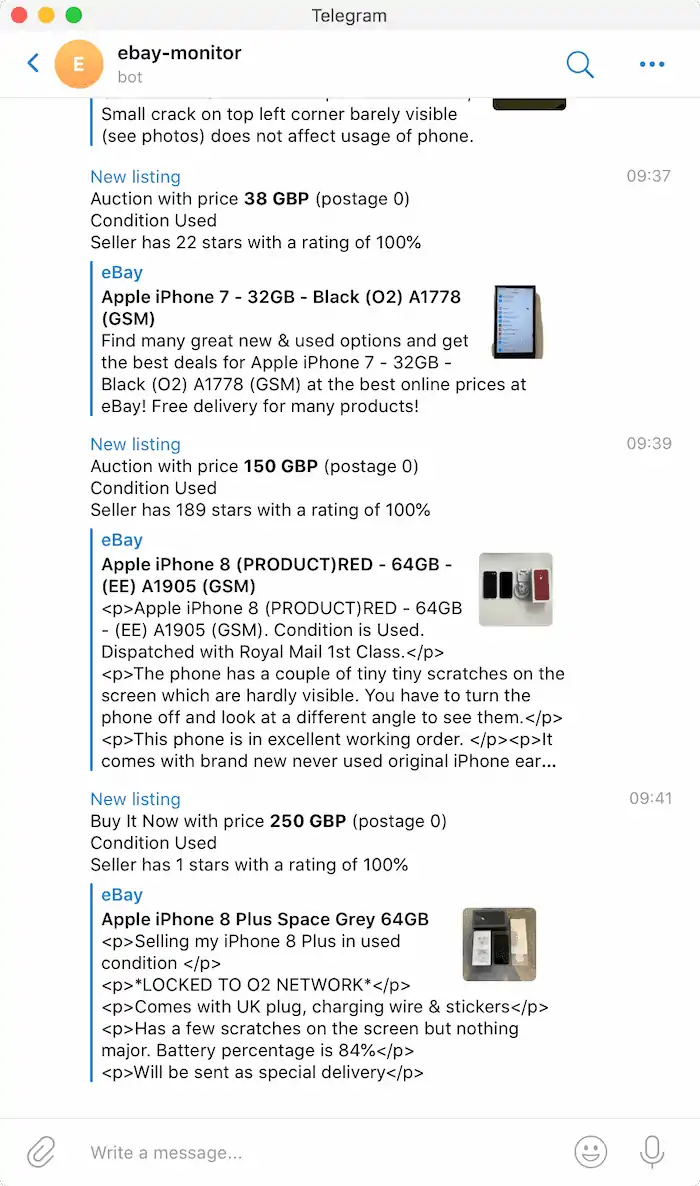 Telegram
E
ebay-monitor
bot
Small crack on top left corner barely visible
(see photos) does not affect usage of phone.
New listing
09:37
Auction with price 38 GBP (postage 0)
Condition Used
Seller has 22 stars with a rating of 100%
eBay
Apple iPhone 7 - 32GB - Black (O2) A1778
(GSM)
Find many great new & used options and get
the best deals for Apple iPhone 7 - 32GB -
Black (O2) A1778 (GSM) at the best online prices at
eBay! Free delivery for many products!
New listing
09:39
Auction with price 150 GBP (postage 0)
Condition Used
Seller has 189 stars with a rating of 100%
eBay
Apple iPhone 8 (PRODUCT)RED - 64GB -
(EE) A1905 (GSM)
<p>Apple iPhone 8 (PRODUCT)RED - 64GB
- (EE) A1905 (GSM). Condition is Used.
Dispatched with Royal Mail 1st Class.</p>
<p>The phone has a couple of tiny tiny scratches on the
screen which are hardly visible. You have to turn the
phone off and look at a different angle to see them.</p>
<p>This phone is in excellent working order. </p><p>It
comes with brand new never used original iPhone ear...
New listing
09:41
Buy It Now with price 250 GBP (postage 0)
Condition Used
Seller has 1 stars with a rating of 100%
eBay
Apple iPhone 8 Plus Space Grey 64GB
<p>Selling my iPhone 8 Plus in used
condition </p>
<p>*LOCKED TO O2 NETWORK*</p>
<p>Comes with UK plug, charging wire & stickers</p>
<p>Has a few scratches on the screen but nothing
major. Battery percentage is 84%</p>
<p>Will be sent as special delivery</p>
Write a message...